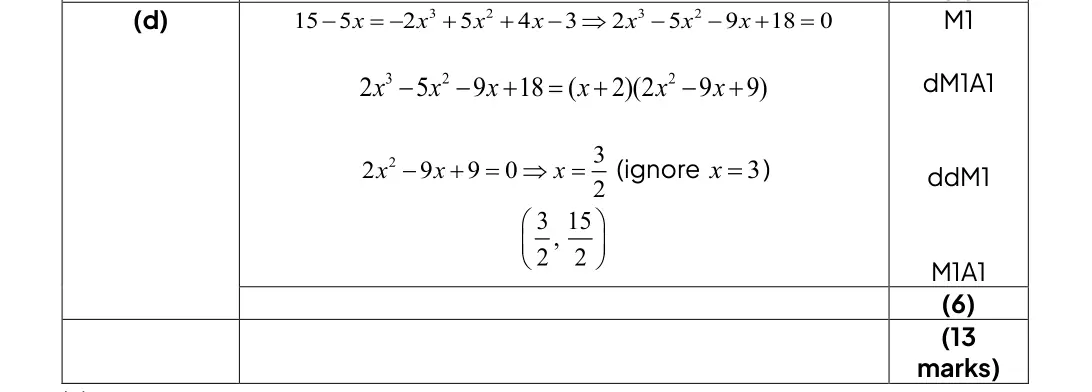 (d) 15−5x = −2x³ + 5x² + 4x − 3 ⇒ 2x³ − 5x² − 9x + 18 = 0 M1
2x³ − 5x² − 9x + 18 = (x + 2)(2x² − 9x + 9) dM1A1
2x² − 9x + 9 = 0 ⇒ x = 3/2 (ignore x = 3) ddM1
(3/2, 15/2)
M1A1
(6)
(13
marks)